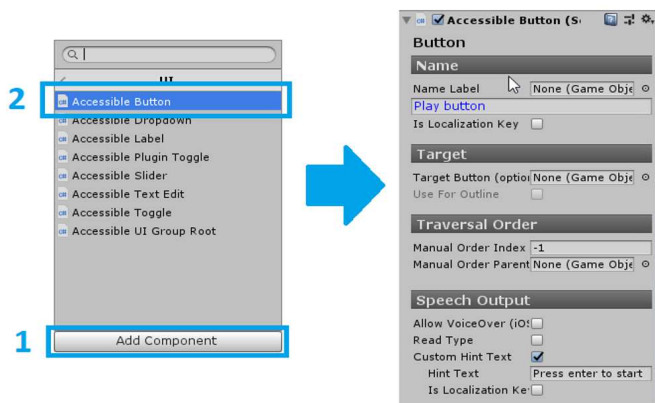 UI
2
Accessible Button
Accessible Dropdown
Accessible Label
Accessible Plugin Toggle
Accessible Slider
Accessible Text Edit
Accessible Toggle
Accessible UI Group Root
1
Add Component
Accessible Button (S
Button
Name
Name Label None (Game Obje
Play button
Is Localization Key
Target
Target Button (option None (Game Obje
Use For Outline
Traversal Order
Manual Order Index -1
Manual Order Parent None (Game Obje
Speech Output
Allow VoiceOver (iOS
Read Type
Custom Hint Text
Hint Text Press enter to start
Is Localization Key